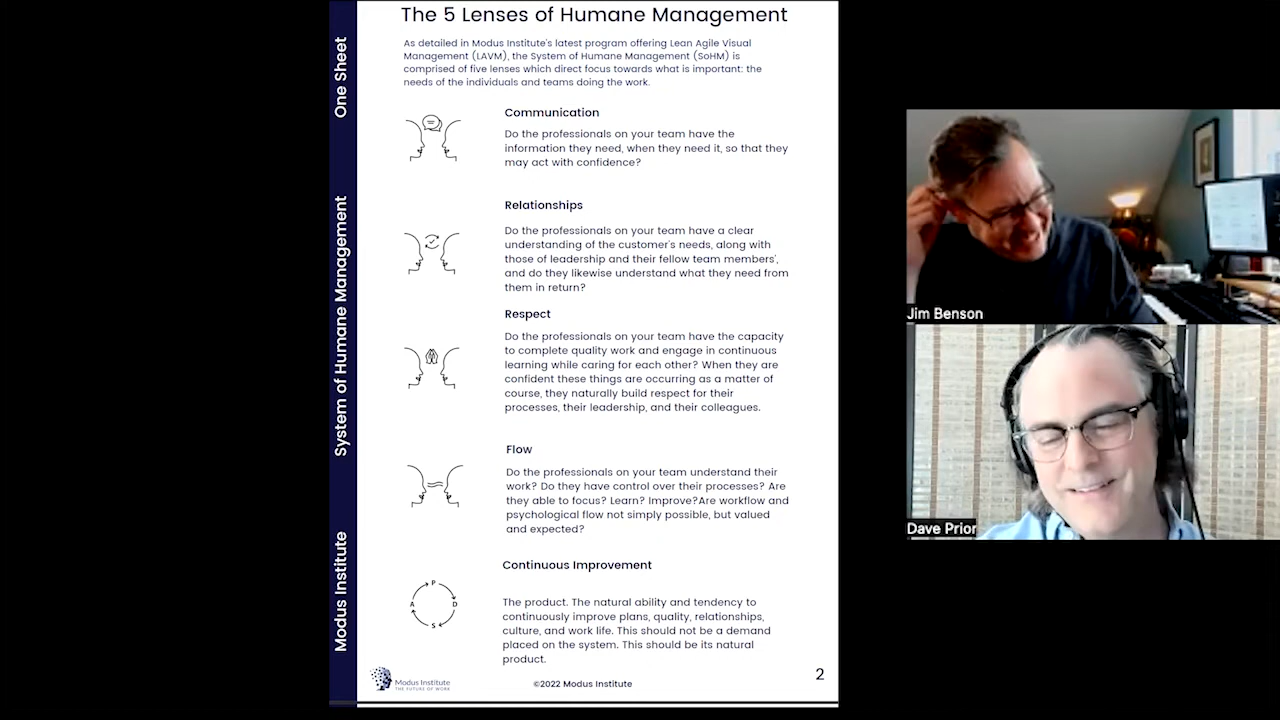 The 5 Lenses of Humane Management
As detailed in Modus Institute's latest program offering Lean Agile Visual
Management (LAVM), the System of Humane Management (SoHM) is
comprised of five lenses which direct focus towards what is important: the
needs of the individuals and teams doing the work.
Communication
Do the professionals on your team have the
information they need, when they need it, so that they
may act with confidence?
Relationships
Do the professionals on your team have a clear
understanding of the customer's needs, along with
those of leadership and their fellow team members',
and do they likewise understand what they need from
them in return?
Respect
Do the professionals on your team have the capacity
to complete quality work and engage in continuous
learning while caring for each other? When they are
confident these things are occurring as a matter of
course, they naturally build respect for their
processes, their leadership, and their colleagues.
Flow
Do the professionals on your team understand their
work? Do they have control over their processes? Are
they able to focus? Learn? Improve?Are workflow and
psychological flow not simply possible, but valued
and expected?
Continuous Improvement
P
A
D
S
The product. The natural ability and tendency to
continuously improve plans, quality, relationships,
culture, and work life. This should not be a demand
placed on the system. This should be its natural
product.
Modus Institute
THE FUTURE OF WORK
©2022 Modus Institute
2
One Sheet
System of Humane Management
Modus Institute
Jim Benson
Dave Prior